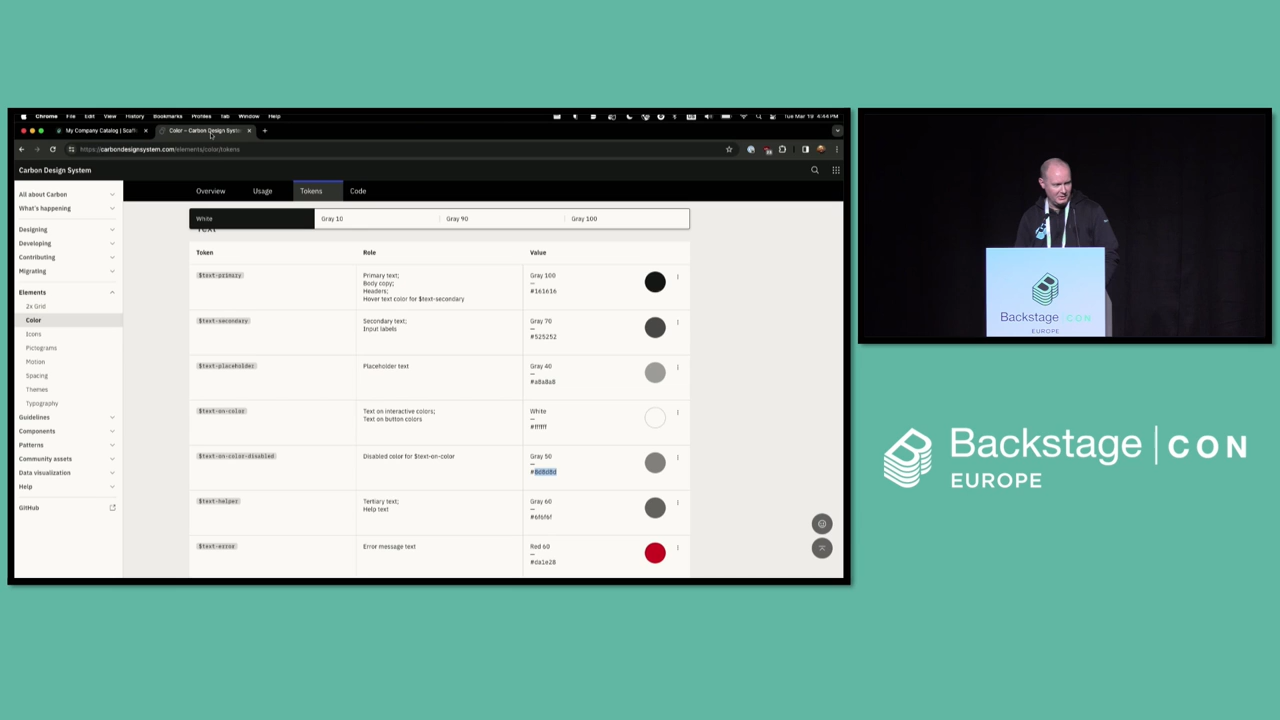 Chrome File Edit View History Bookmarks Profiles Tab Window Help
Tue Mar 19 4:44 PM
My Company Catalog | Scaff
Color – Carbon Design Syste
https://carbondesignsystem.com/elements/color/tokens
Carbon Design System
All about Carbon
What's happening
Designing
Developing
Contributing
Migrating
Elements
2x Grid
Color
Icons
Pictograms
Motion
Spacing
Themes
Typography
Guidelines
Components
Patterns
Community assets
Data visualization
Help
GitHub
Overview Usage Tokens Code
White Gray 10 Gray 90 Gray 100
Text
Token Role Value
$text-primary
Primary text;
Body copy;
Headers;
Hover text color for $text-secondary
Gray 100
—
#161616
$text-secondary
Secondary text;
Input labels
Gray 70
—
#525252
$text-placeholder
Placeholder text
Gray 40
—
#a8a8a8
$text-on-color
Text on interactive colors;
Text on button colors
White
—
#ffffff
$text-on-color-disabled
Disabled color for $text-on-color
Gray 50
—
#8d8d8d
$text-helper
Tertiary text;
Help text
Gray 60
—
#6f6f6f
$text-error
Error message text
Red 60
—
#da1e28
Backstage CON
EUROPE
Backstage | CON
EUROPE